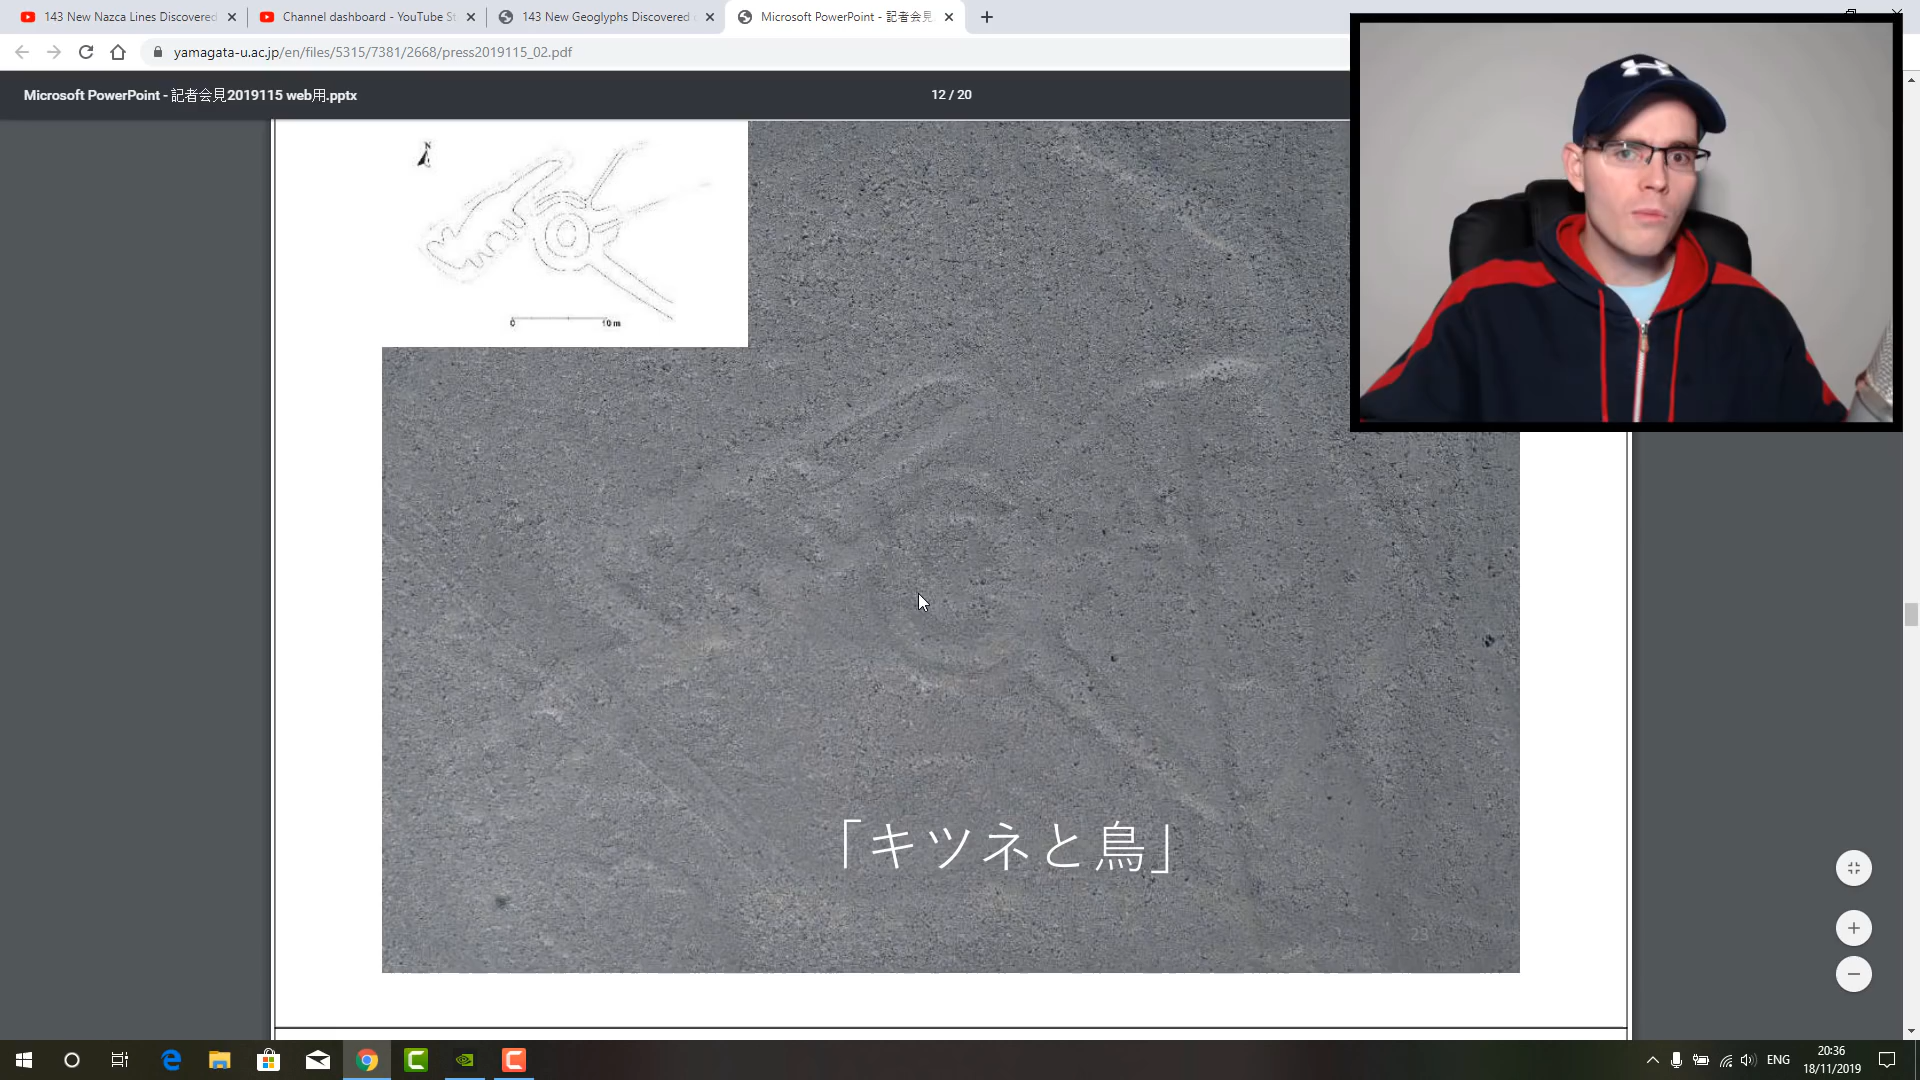 143 New Nazca Lines Discovered
Channel dashboard - YouTube St
143 New Geoglyphs Discovered
Microsoft PowerPoint - 記者会見
yamagata-u.ac.jp/en/files/5315/7381/2668/press2019115_02.pdf
Microsoft PowerPoint - 記者会見2019115 web用.pptx
12 / 20
N
0 10 m
「キツネと鳥」
23
ENG
20:36
18/11/2019